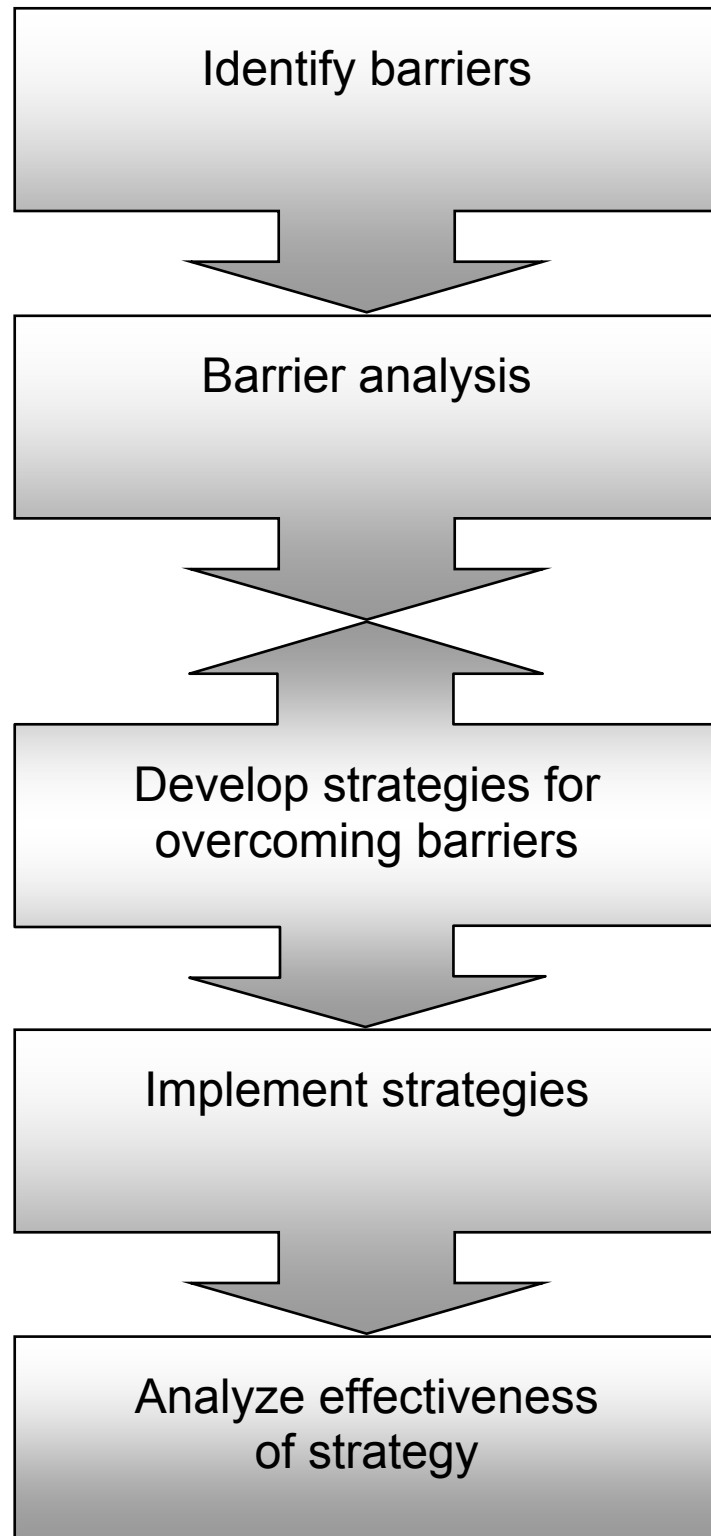 Identify barriers
Barrier analysis
Develop strategies for
overcoming barriers
Implement strategies
Analyze effectiveness
of strategy